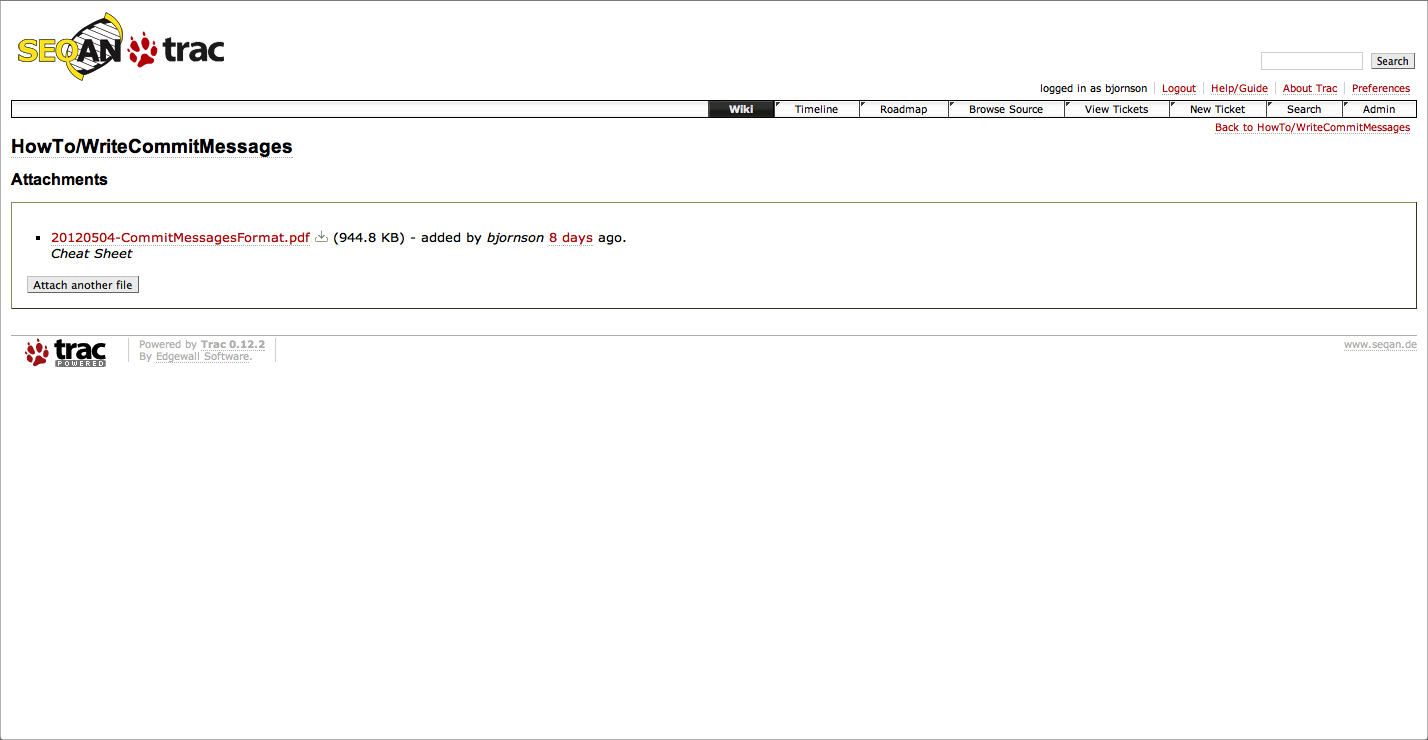 SEQAN trac
Search
logged in as bjornson Logout Help/Guide About Trac Preferences
Wiki Timeline Roadmap Browse Source View Tickets New Ticket Search Admin
Back to HowTo/WriteCommitMessages
HowTo/WriteCommitMessages
Attachments
20120504-CommitMessagesFormat.pdf (944.8 KB) - added by bjornson 8 days ago.
Cheat Sheet
Attach another file
trac
POWERED
Powered by Trac 0.12.2
By Edgewall Software.
www.seqan.de